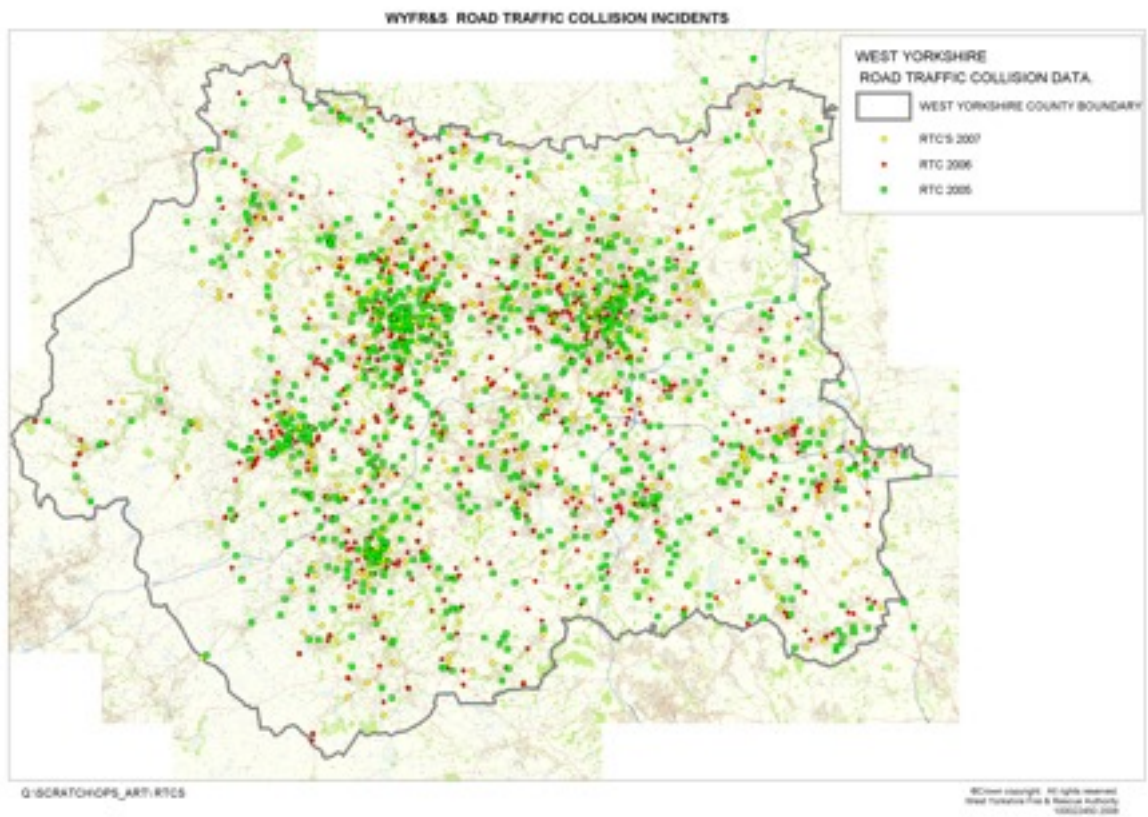 WYFR&S ROAD TRAFFIC COLLISION INCIDENTS
WEST YORKSHIRE
ROAD TRAFFIC COLLISION DATA.
WEST YORKSHIRE COUNTY BOUNDARY
RTC'S 2007
RTC 2006
RTC 2005
G:\SCRATCH\OPS_ART\ RTCS
©Crown copyright. All rights reserved.
West Yorkshire Fire & Rescue Authority